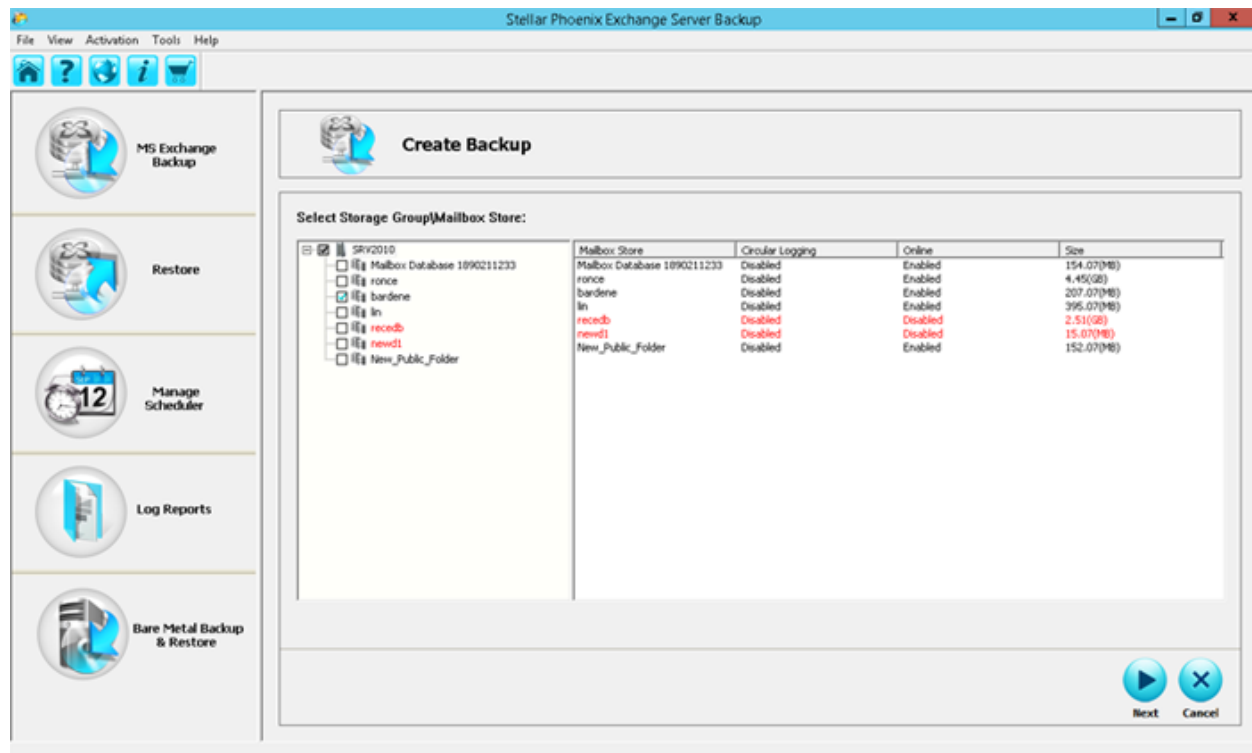 Stellar Phoenix Exchange Server Backup
File View Activation Tools Help
MS Exchange
Backup
Restore
12
Manage
Scheduler
Log Reports
Bare Metal Backup
& Restore
Create Backup
Select Storage Group\Mailbox Store:
SRV2010
Mailbox Database 1890211233
ronce
bardene
lin
recedb
newd1
New_Public_Folder
Mailbox Store Circular Logging Online Size
Mailbox Database 1890211233 Disabled Enabled 154.07(MB)
ronce Disabled Enabled 4.45(GB)
bardene Disabled Enabled 207.07(MB)
lin Disabled Enabled 395.07(MB)
recedb Disabled Disabled 2.51(GB)
newd1 Disabled Disabled 15.07(MB)
New_Public_Folder Disabled Enabled 152.07(MB)
Next Cancel